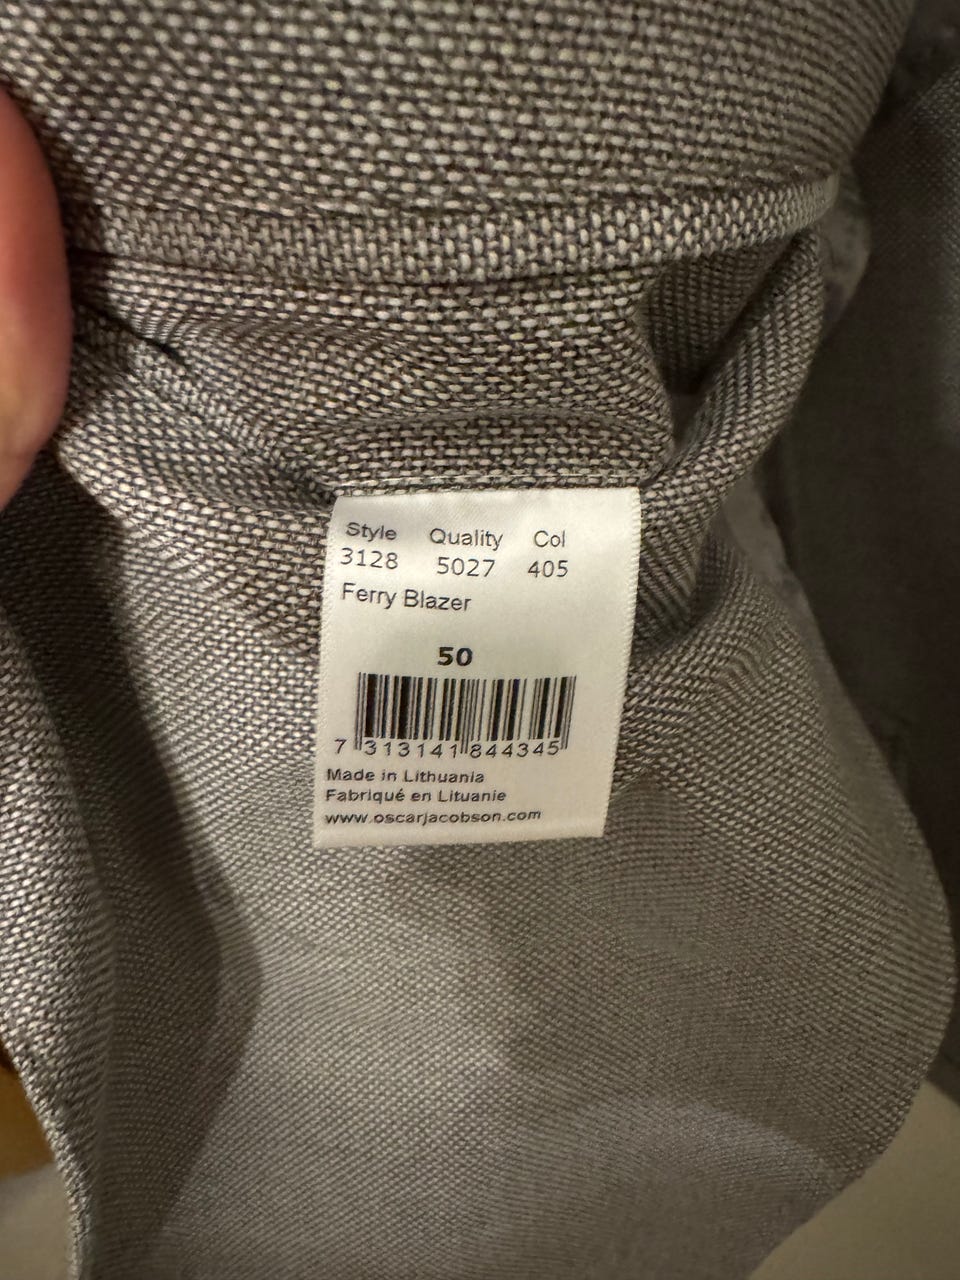 Style Quality Col
3128 5027 405
Ferry Blazer
50
7 313141 844345
Made in Lithuania
Fabriqué en Lituanie
www.oscarjacobson.com